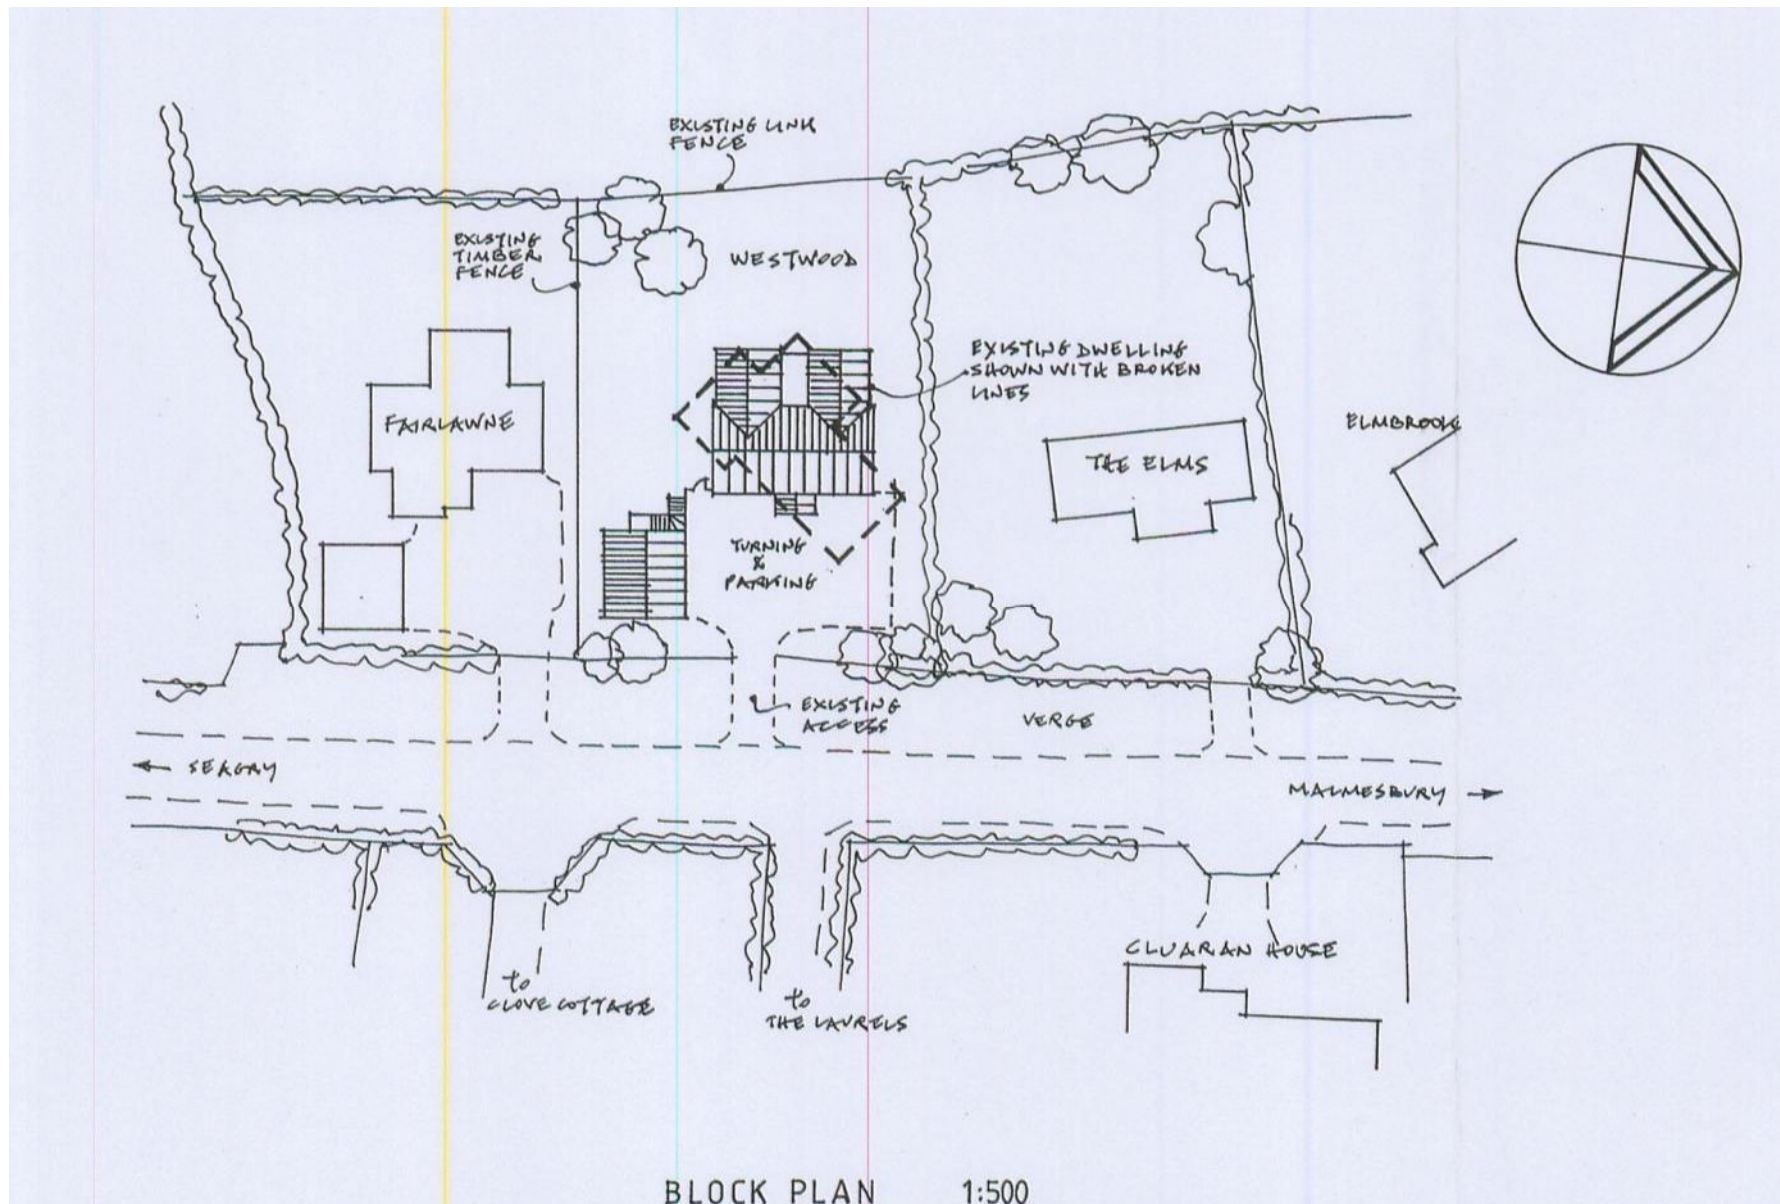 EXISTING LINK
FENCE
EXISTING
TIMBER
FENCE
WESTWOOD
EXISTING DWELLING
SHOWN WITH BROKEN
LINES
FAIRLAWNE
THE ELMS
ELMBROOK
TURNING
&
PARKING
EXISTING
ACCESS
VERGE
SEAGRY
MALMESBURY
to
CLOVE COTTAGE
to
THE LAURELS
CLUARAN HOUSE
BLOCK PLAN 1:500